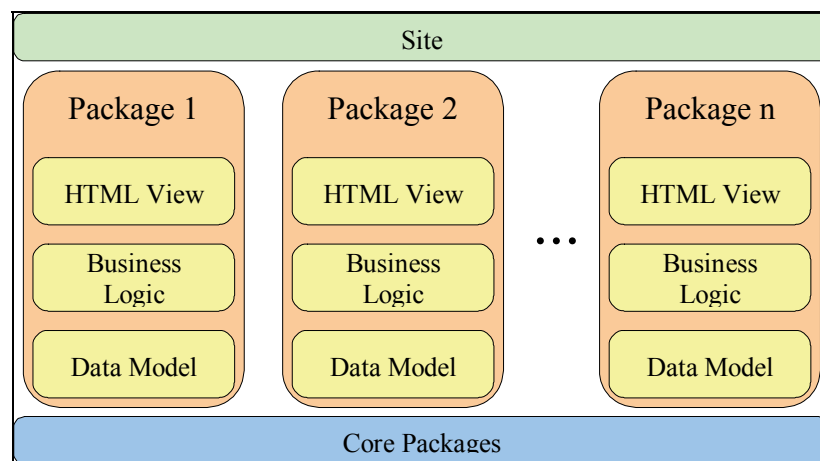 Site
Package 1
HTML View
Business
Logic
Data Model
Package 2
HTML View
Business
Logic
Data Model
...
Package n
HTML View
Business
Logic
Data Model
Core Packages